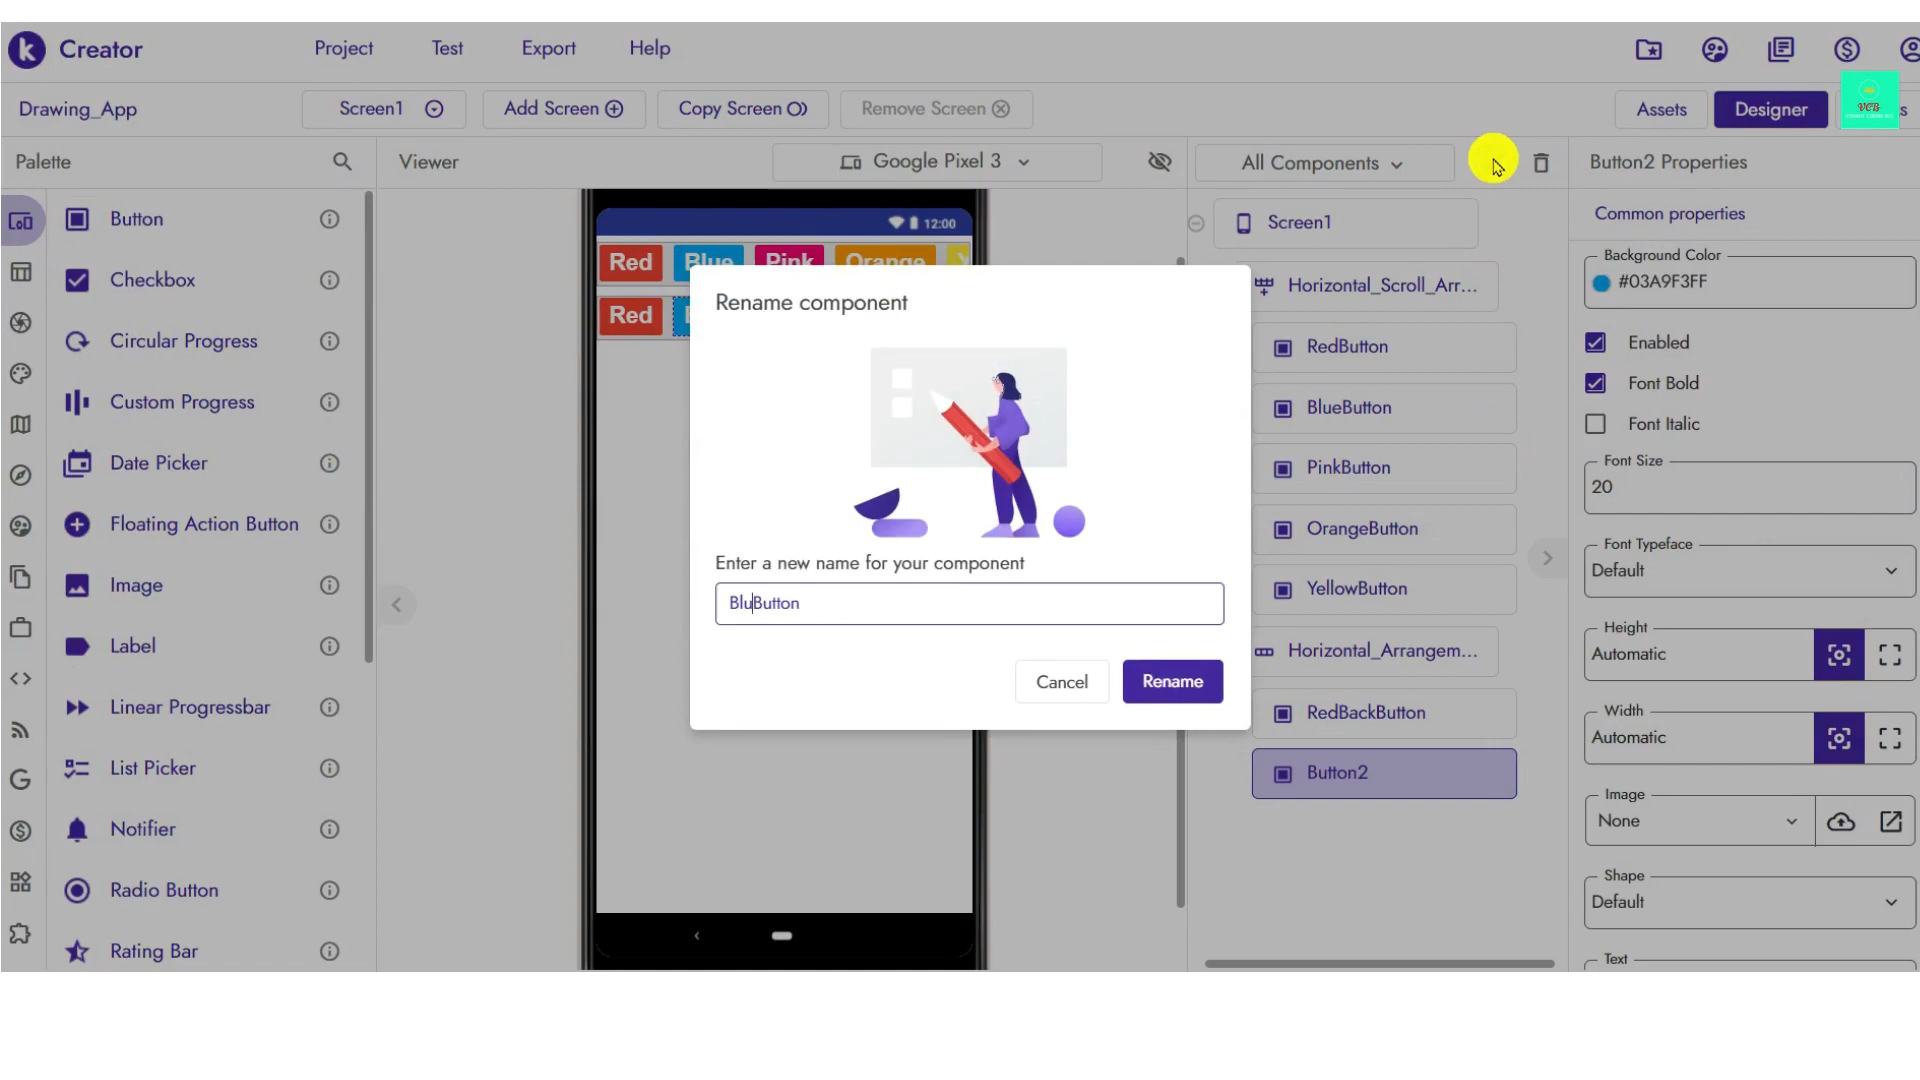 Creator
Project Test Export Help
Drawing_App
Screen1
Add Screen
Copy Screen
Remove Screen
Assets
Designer
VCB
Palette
Viewer
Google Pixel 3
All Components
Button2 Properties
Button
Checkbox
Circular Progress
Custom Progress
Date Picker
Floating Action Button
Image
Label
Linear Progressbar
List Picker
Notifier
Radio Button
Rating Bar
12:00
Red Blue Pink Orange
Red
Rename component
Enter a new name for your component
BluButton
Cancel
Rename
Screen1
Horizontal_Scroll_Arr...
RedButton
BlueButton
PinkButton
OrangeButton
YellowButton
Horizontal_Arrangem...
RedBackButton
Button2
Common properties
Background Color
#03A9F3FF
Enabled
Font Bold
Font Italic
Font Size
20
Font Typeface
Default
Height
Automatic
Width
Automatic
Image
None
Shape
Default
Text